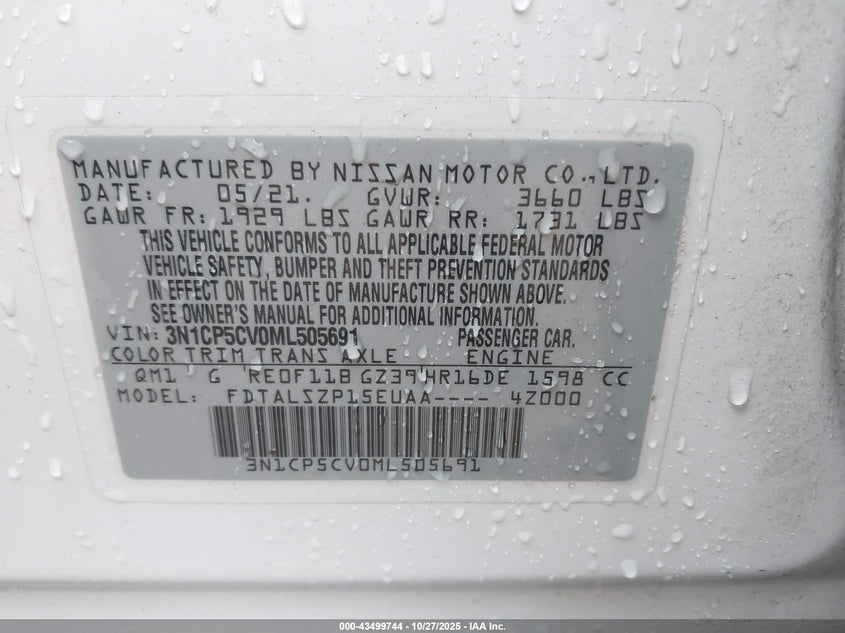 MANUFACTURED BY NISSAN MOTOR CO., LTD.
DATE: 05/21. GVWR: 3660 LBS
GAWR FR: 1929 LBS GAWR RR: 1731 LBS
THIS VEHICLE CONFORMS TO ALL APPLICABLE FEDERAL MOTOR
VEHICLE SAFETY, BUMPER AND THEFT PREVENTION STANDARDS
IN EFFECT ON THE DATE OF MANUFACTURE SHOWN ABOVE.
SEE OWNER'S MANUAL FOR ADDITIONAL INFORMATION.
VIN: 3N1CP5CV0ML505691 PASSENGER CAR.
COLOR TRIM TRANS AXLE ENGINE
QM1 G RE0F11B GZ39 HR16DE 1598 CC
MODEL: FDTALSZP15EUAA---- 4Z000
3N1CP5CV0ML505691
000-43499744 | 10/27/2025 - IAA Inc.